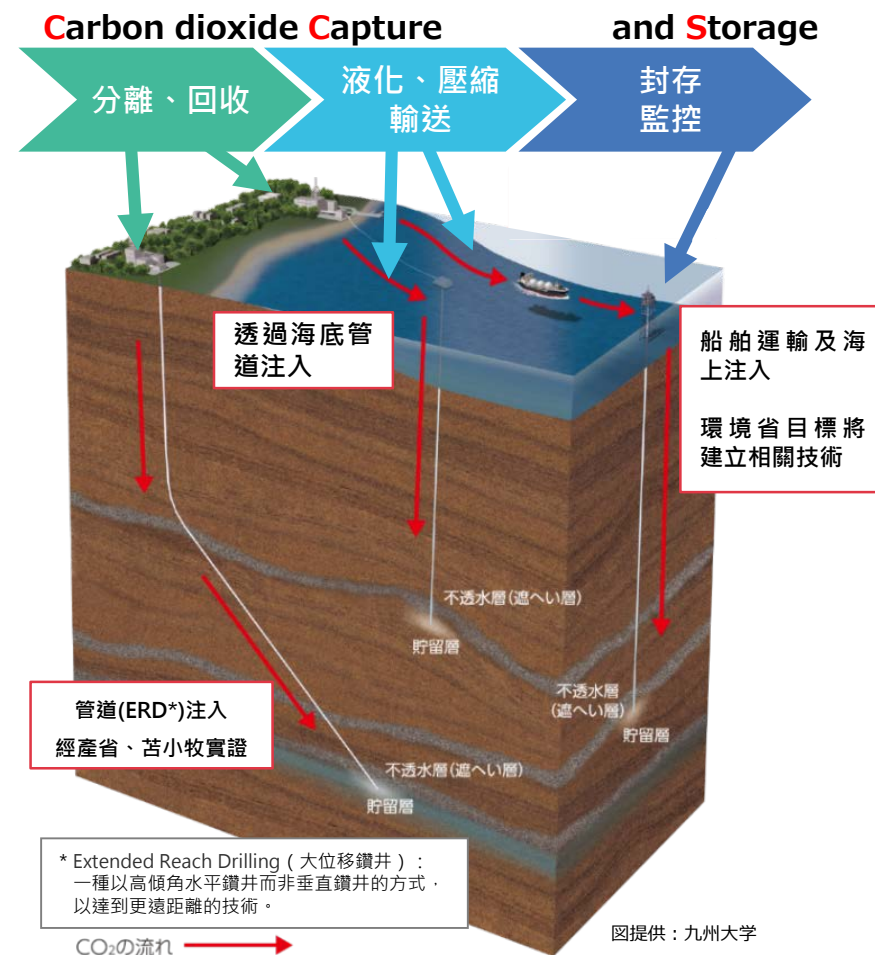 Carbon dioxide Capture and Storage
分離、回收
液化、壓縮
輸送
封存
監控
透過海底管
道注入
船舶運輸及海
上注入
環境省目標將
建立相關技術
不透水層(遮へい層)
貯留層
不透水層
(遮へい層)
貯留層
管道(ERD*)注入
經產省、苫小牧實證
不透水層(遮へい層)
貯留層
* Extended Reach Drilling（大位移鑽井）：
一種以高傾角水平鑽井而非垂直鑽井的方式，
以達到更遠距離的技術。
CO₂の流れ
図提供：九州大学